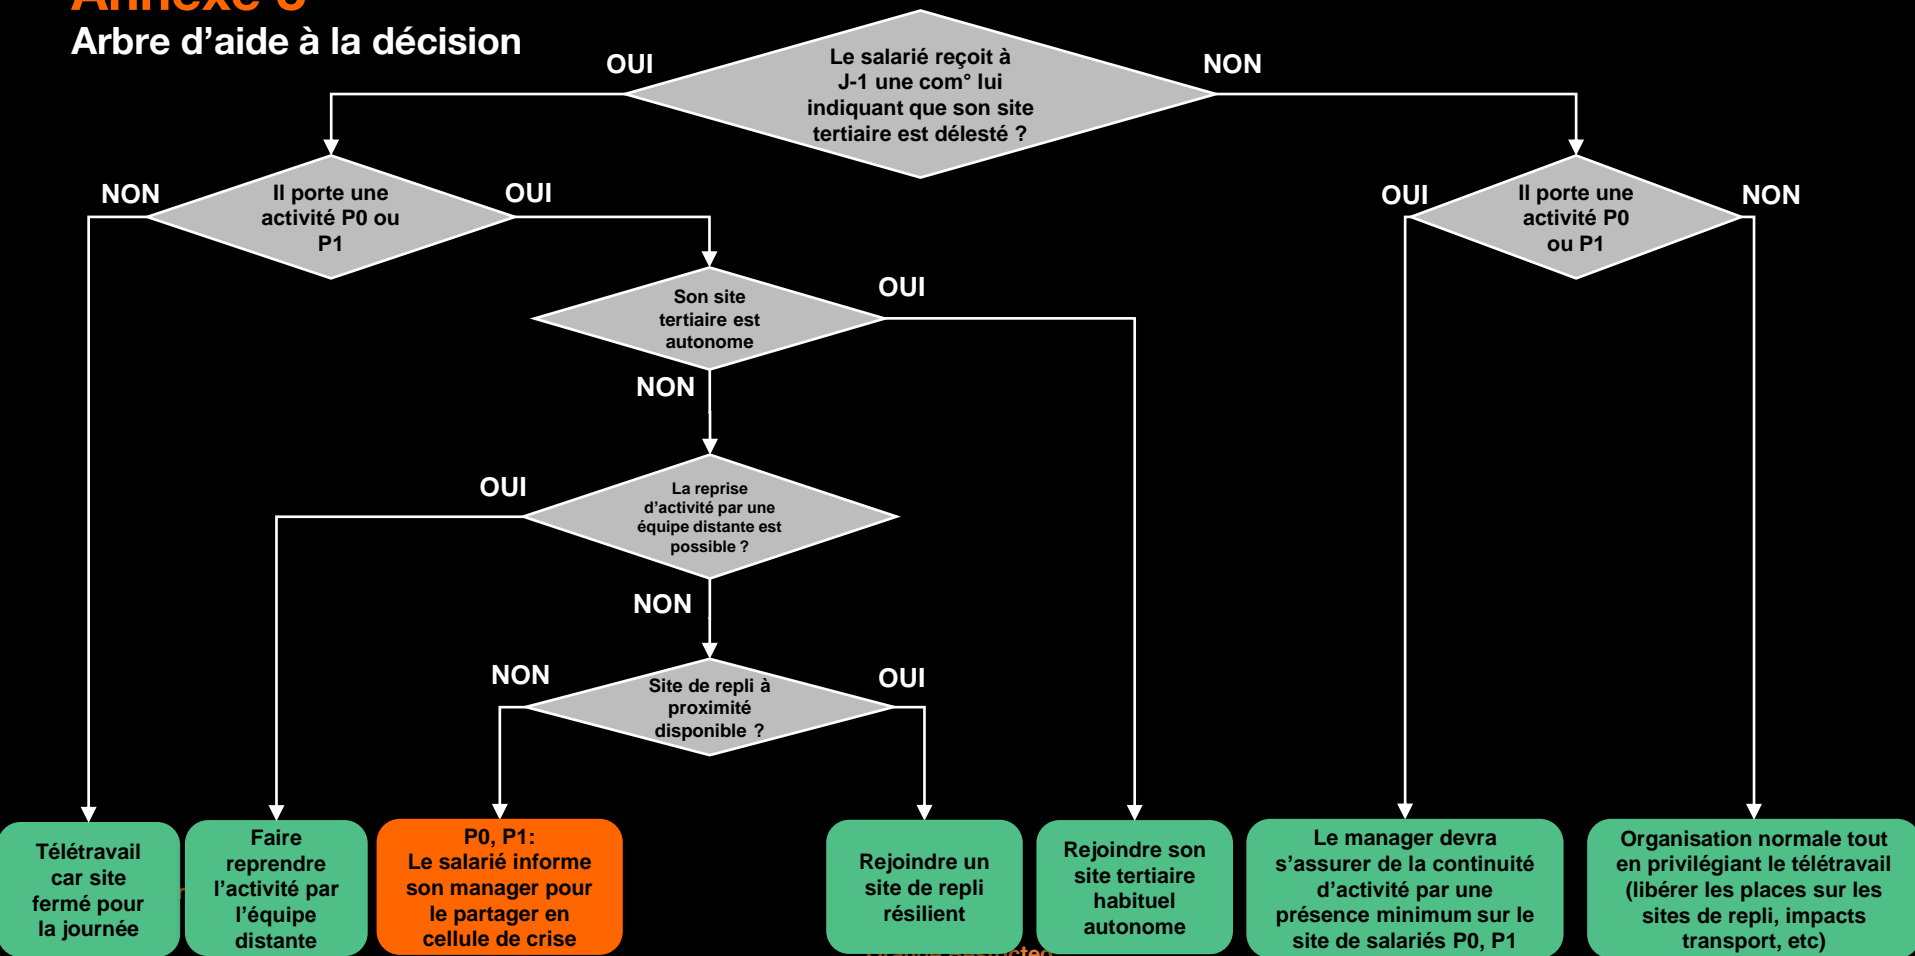 Arbre d'aide à la décision
OUI
Le salarié reçoit à
J-1 une com° lui
indiquant que son site
tertiaire est délesté ?
NON
NON
Il porte une
activité P0 ou
P1
OUI
OUI
Il porte une
activité P0
ou P1
NON
Son site
tertiaire est
autonome
OUI
NON
OUI
La reprise
d'activité par une
équipe distante est
possible ?
NON
NON
Site de repli à
proximité
disponible ?
OUI
Télétravail
car site
fermé pour
la journée
Faire
reprendre
l'activité par
l'équipe
distante
P0, P1:
Le salarié informe
son manager pour
le partager en
cellule de crise
Rejoindre un
site de repli
résilient
Rejoindre son
site tertiaire
habituel
autonome
Le manager devra
s'assurer de la continuité
d'activité par une
présence minimum sur le
site de salariés P0, P1
Organisation normale tout
en privilégiant le télétravail
(libérer les places sur les
sites de repli, impacts
transport, etc)